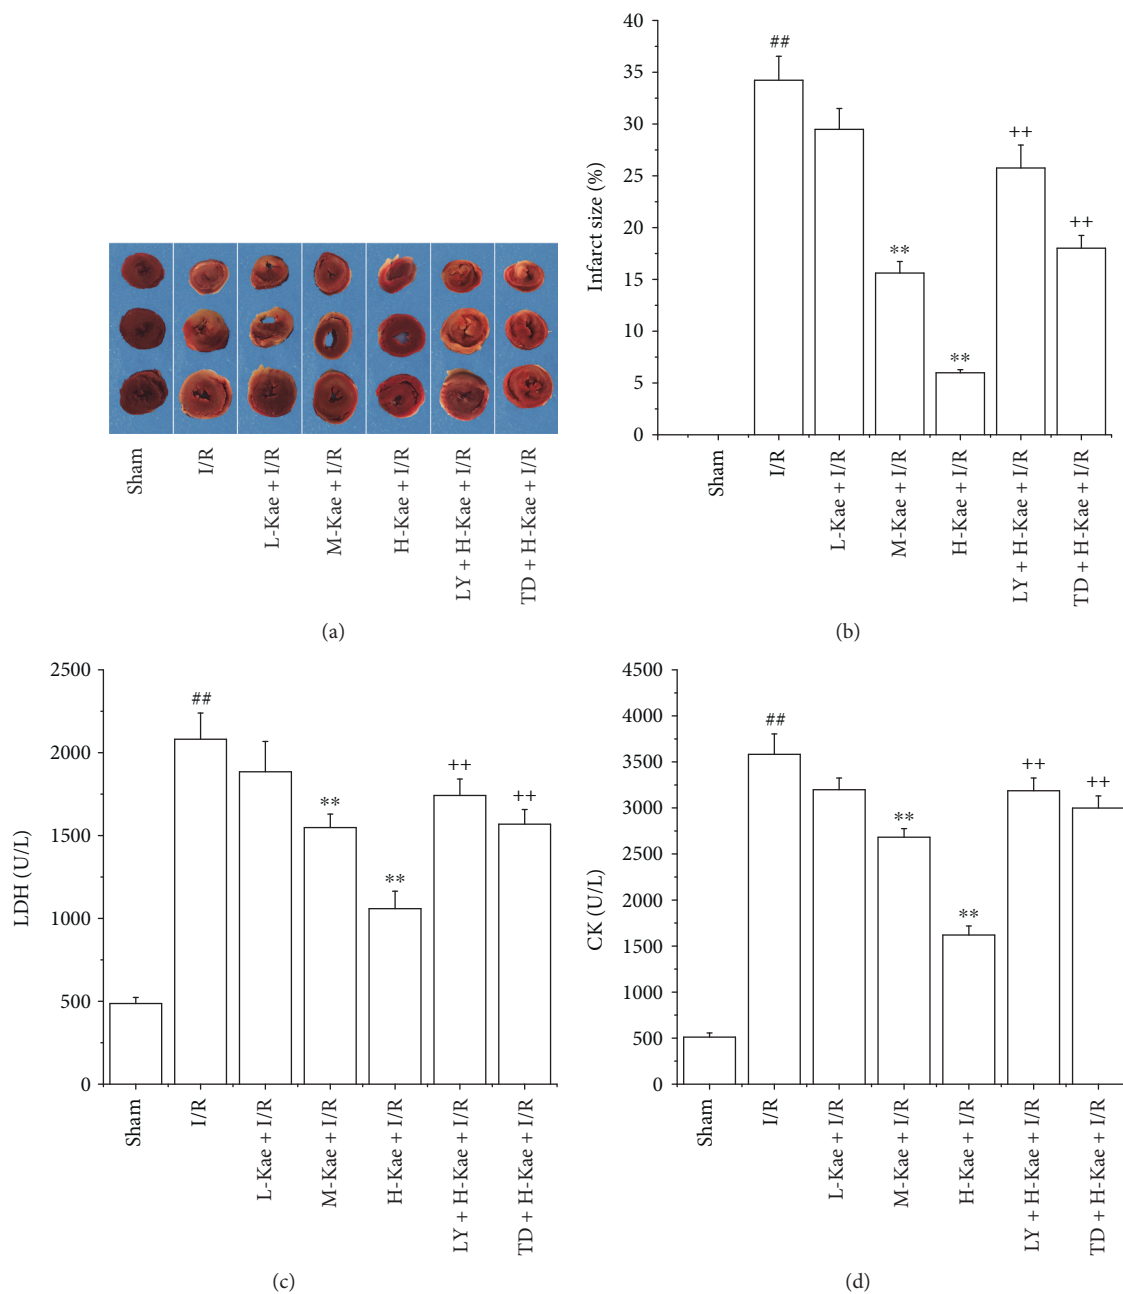 Sham
I/R
L-Kae + I/R
M-Kae + I/R
H-Kae + I/R
LY + H-Kae + I/R
TD + H-Kae + I/R
(a)
Infarct size (%)
40
35
30
25
20
15
10
5
0
##
**
**
++
++
Sham
I/R
L-Kae + I/R
M-Kae + I/R
H-Kae + I/R
LY + H-Kae + I/R
TD + H-Kae + I/R
(b)
LDH (U/L)
2500
2000
1500
1000
500
0
##
**
**
++
++
Sham
I/R
L-Kae + I/R
M-Kae + I/R
H-Kae + I/R
LY + H-Kae + I/R
TD + H-Kae + I/R
(c)
CK (U/L)
4500
4000
3500
3000
2500
2000
1500
1000
500
0
##
**
**
++
++
Sham
I/R
L-Kae + I/R
M-Kae + I/R
H-Kae + I/R
LY + H-Kae + I/R
TD + H-Kae + I/R
(d)